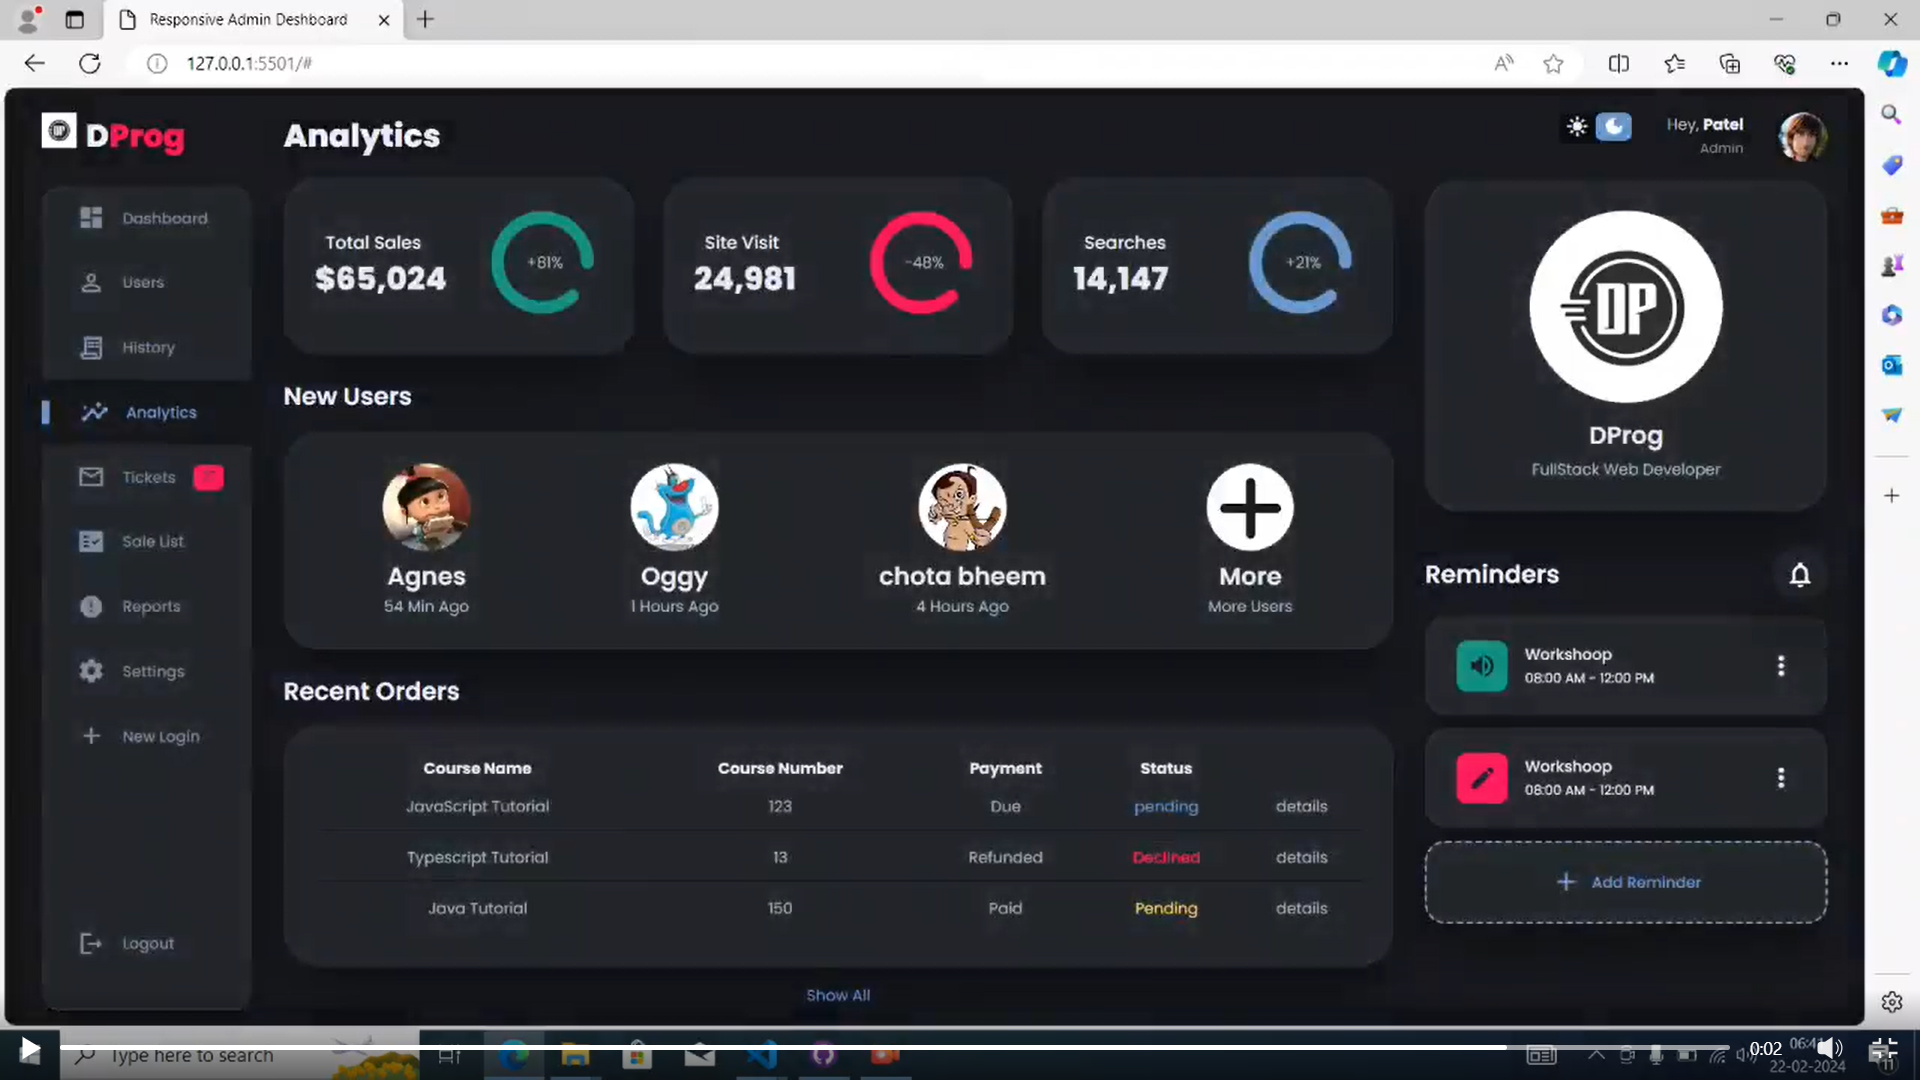 Responsive Admin Deshboard
127.0.0.1:5501/#
DProg
Analytics
Hey, Patel
Admin
Dashboard
Users
History
Analytics
Tickets
Sale List
Reports
Settings
New Login
Logout
Total Sales
$65,024
+81%
Site Visit
24,981
-48%
Searches
14,147
+21%
New Users
Agnes
54 Min Ago
Oggy
1 Hours Ago
chota bheem
4 Hours Ago
More
More Users
Recent Orders
Course Name Course Number Payment Status
JavaScript Tutorial 123 Due pending details
Typescript Tutorial 13 Refunded Declined details
Java Tutorial 150 Paid Pending details
Show All
DP
DProg
FullStack Web Developer
Reminders
Workshoop
08:00 AM - 12:00 PM
Workshoop
08:00 AM - 12:00 PM
Add Reminder
Type here to search
0:02
22-02-2024
11